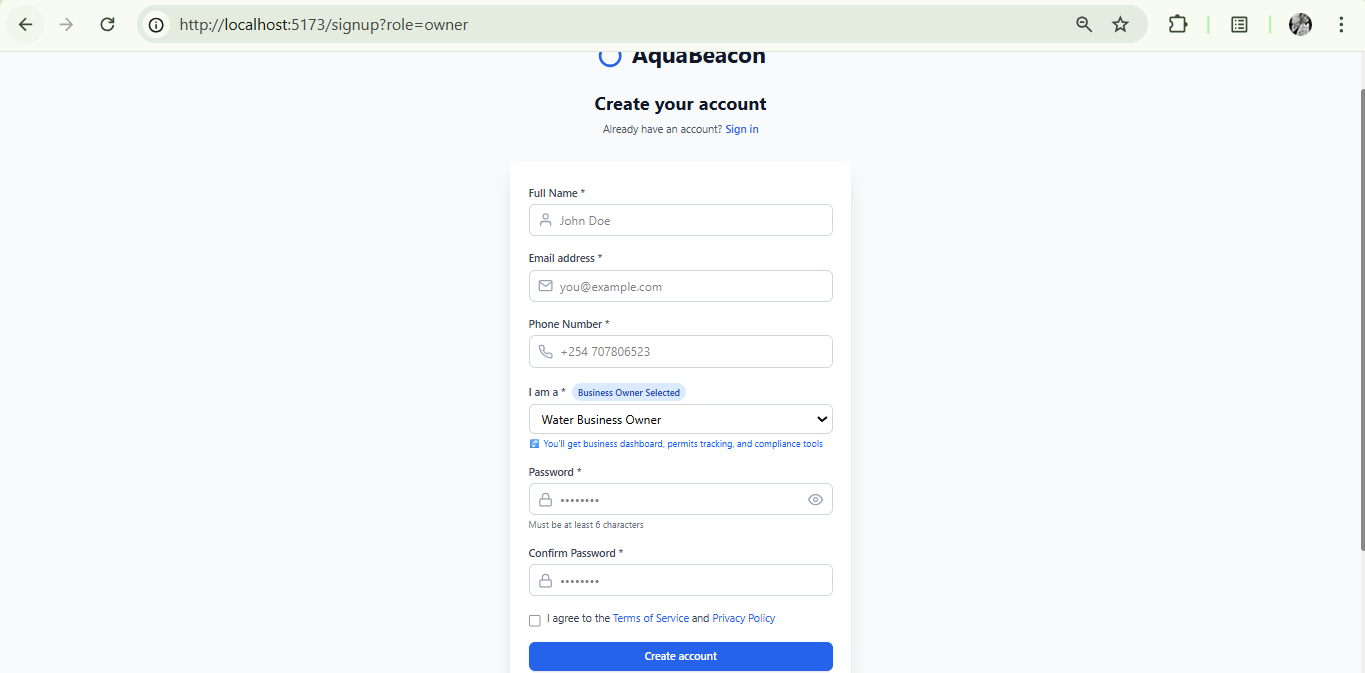 http://localhost:5173/signup?role=owner
AquaBeacon
Create your account
Already have an account? Sign in
Full Name *
John Doe
Email address *
you@example.com
Phone Number *
+254 707806523
I am a * Business Owner Selected
Water Business Owner
You'll get business dashboard, permits tracking, and compliance tools
Password *
••••••••
Must be at least 6 characters
Confirm Password *
••••••••
I agree to the Terms of Service and Privacy Policy
Create account